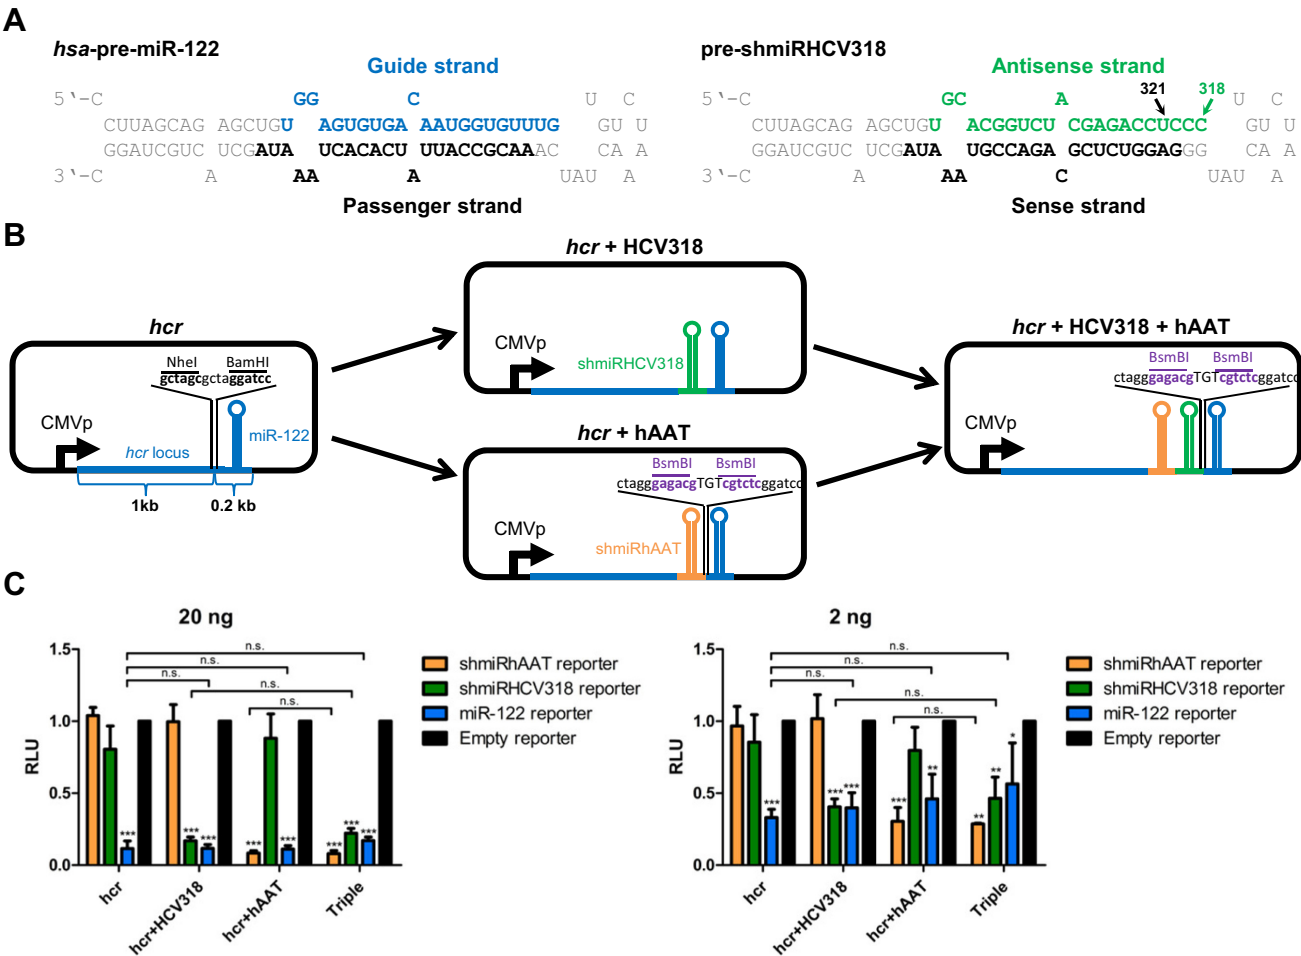 A
hsa-pre-miR-122
Guide strand
GG C U C
5‘-C
CUUAGCAG AGCUGU AGUGUGA AAUGGUGUUUG GU U
GGAUCGUC UCGAUA UCACACU UUACCGCAAAC CA A
3‘-C A AA A UAU A
Passenger strand
pre-shmiRHCV318
Antisense strand
321 318
5‘-C GC A U C
CUUAGCAG AGCUGU ACGGUCU CGAGACCUCCC GU U
GGAUCGUC UCGAUA UGCCAGA GCUCUGGAGGG CA A
3‘-C A AA C UAU A
Sense strand
B
hcr
NheI BamHI
gctagcgctaggatcc
CMVp
hcr locus
miR-122
1kb 0.2 kb
hcr + HCV318
CMVp
shmiRHCV318
hcr + hAAT
BsmBI BsmBI
ctagggagacgTGTcgtctcggatcc
CMVp
shmiRhAAT
hcr + HCV318 + hAAT
BsmBI BsmBI
ctagggagacgTGTcgtctcggatcc
CMVp
C
20 ng
RLU
1.5
1.0
0.5
0.0
n.s.
n.s.
n.s.
n.s.
n.s.
***
*** ***
*** ***
*** *** ***
hcr
hcr+HCV318
hcr+hAAT
Triple
shmiRhAAT reporter
shmiRHCV318 reporter
miR-122 reporter
Empty reporter
2 ng
RLU
1.5
1.0
0.5
0.0
n.s.
n.s.
n.s.
n.s.
n.s.
***
*** ***
*** **
** ** *
hcr
hcr+HCV318
hcr+hAAT
Triple
shmiRhAAT reporter
shmiRHCV318 reporter
miR-122 reporter
Empty reporter